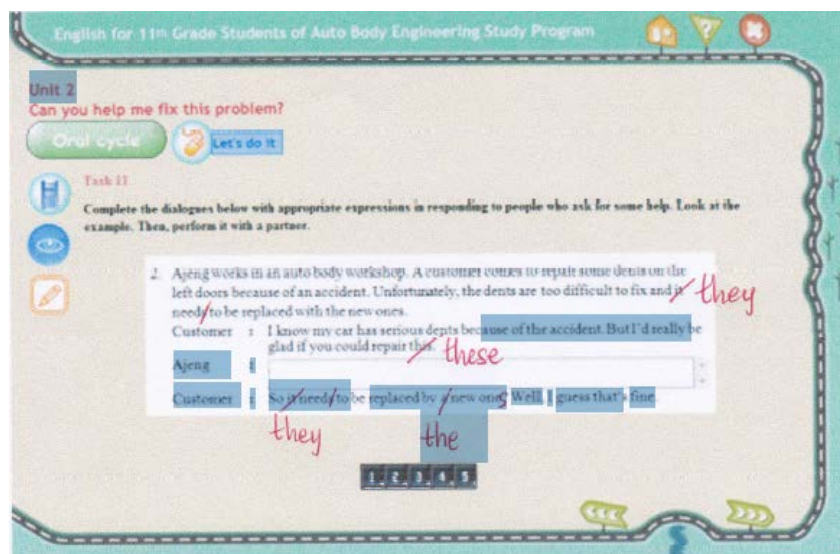 English for 11th Grade Students of Auto Body Engineering Study Program
Unit 2
Can you help me fix this problem?
Oral cycle
Let's do it
Task 11
Complete the dialogues below with appropriate expressions in responding to people who ask for some help. Look at the
example. Then, perform it with a partner.
2. Ajeng works in an auto body workshop. A customer comes to repair some dents on the
left doors because of an accident. Unfortunately, the dents are too difficult to fix and it they
needs to be replaced with the new ones.
Customer : I know my car has serious dents because of the accident. But I'd really be
glad if you could repair this. these
Ajeng :
Customer : So it needs to be replaced by a new ones Well, I guess that's fine.
they the
1 2 3 4 5